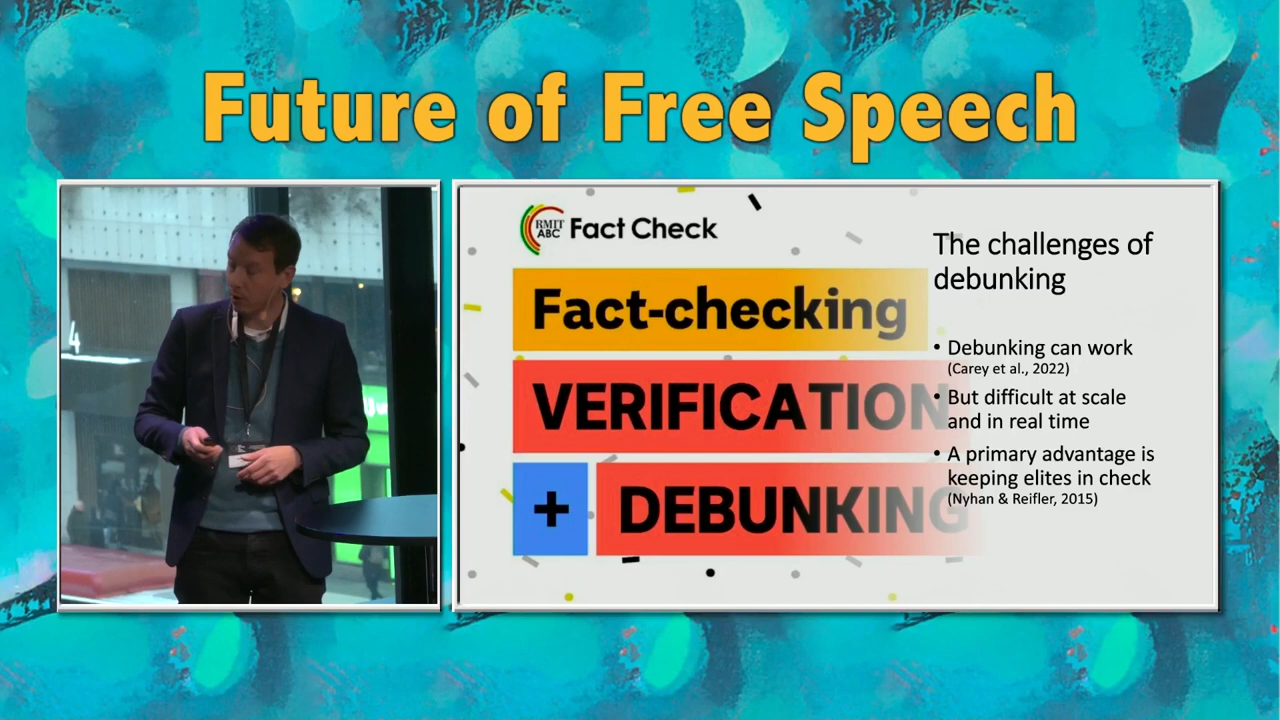 Future of Free Speech
4
RMIT
ABC
Fact Check
Fact-checking
VERIFICATION
+ DEBUNKING
The challenges of
debunking
• Debunking can work
(Carey et al., 2022)
• But difficult at scale
and in real time
• A primary advantage is
keeping elites in check
(Nyhan & Reifler, 2015)